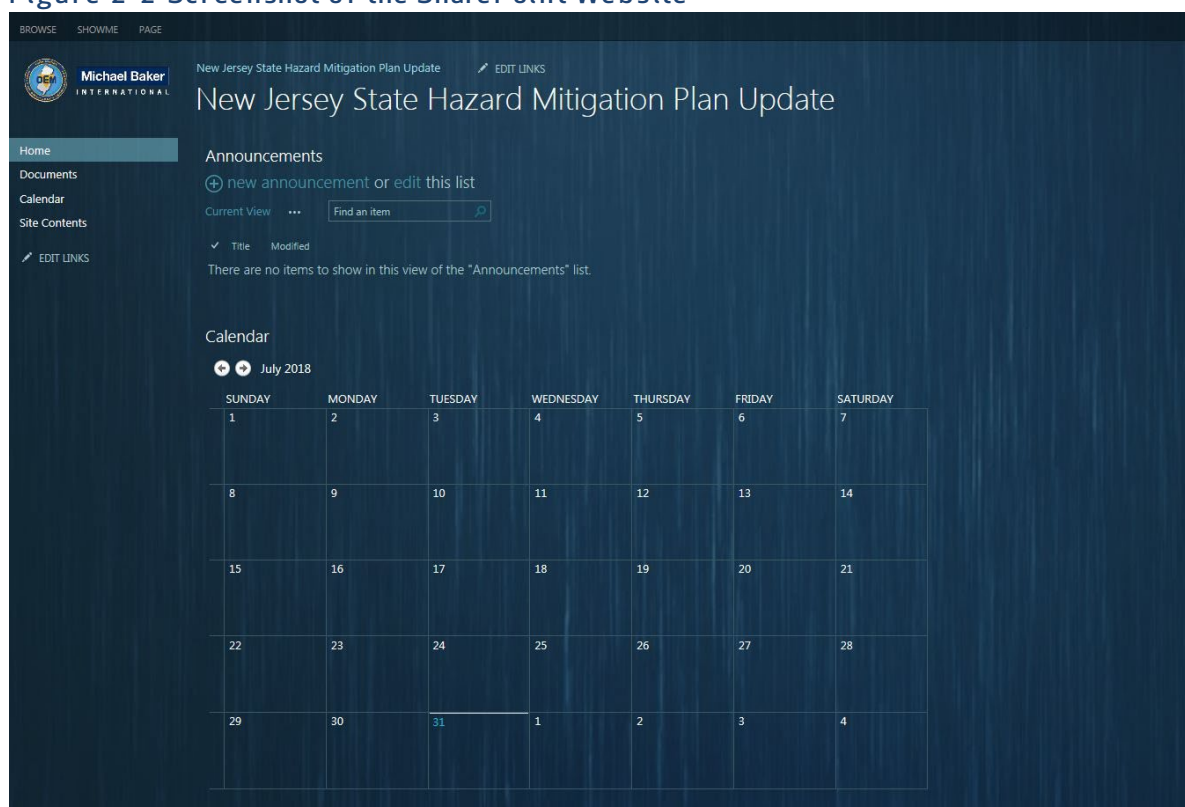 Figure 2-2 Screenshot of the SharePoint Website
BROWSE SHOWME PAGE
OEM
Michael Baker
INTERNATIONAL
New Jersey State Hazard Mitigation Plan Update EDIT LINKS
New Jersey State Hazard Mitigation Plan Update
Home
Documents
Calendar
Site Contents
EDIT LINKS
Announcements
new announcement or edit this list
Current View ... Find an item
Title Modified
There are no items to show in this view of the "Announcements" list.
Calendar
July 2018
SUNDAY MONDAY TUESDAY WEDNESDAY THURSDAY FRIDAY SATURDAY
1 2 3 4 5 6 7
8 9 10 11 12 13 14
15 16 17 18 19 20 21
22 23 24 25 26 27 28
29 30 31 1 2 3 4